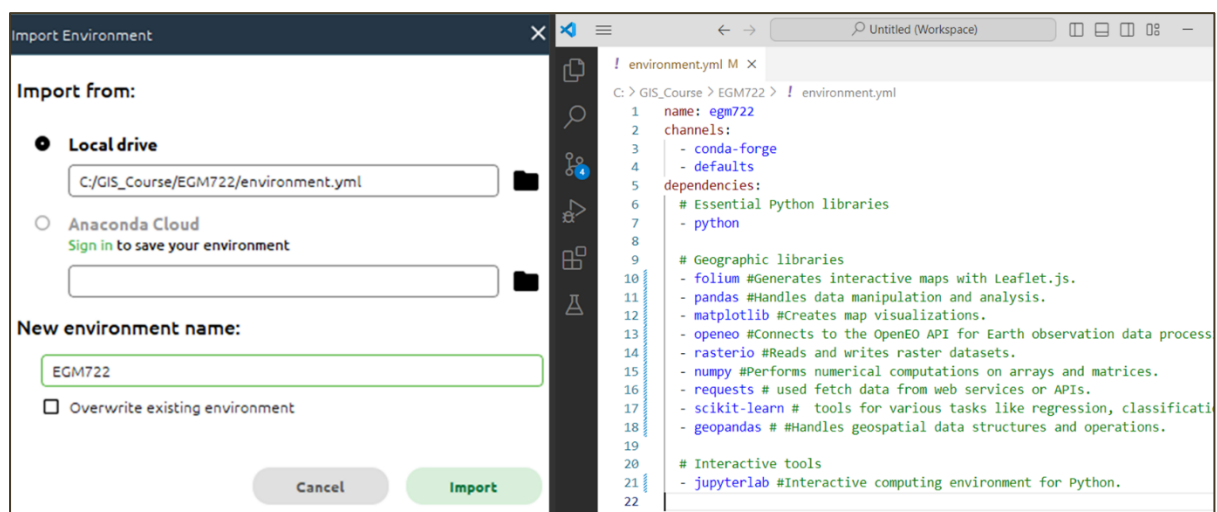 Import Environment
Import from:
Local drive
C:/GIS_Course/EGM722/environment.yml
Anaconda Cloud
Sign in to save your environment
New environment name:
EGM722
Overwrite existing environment
Cancel
Import
Untitled (Workspace)
! environment.yml M ×
C: > GIS_Course > EGM722 > ! environment.yml
4
1 name: egm722
2 channels:
3 - conda-forge
4 - defaults
5 dependencies:
6 # Essential Python libraries
7 - python
8
9 # Geographic libraries
10 - folium #Generates interactive maps with Leaflet.js.
11 - pandas #Handles data manipulation and analysis.
12 - matplotlib #Creates map visualizations.
13 - openeo #Connects to the OpenEO API for Earth observation data process
14 - rasterio #Reads and writes raster datasets.
15 - numpy #Performs numerical computations on arrays and matrices.
16 - requests # used fetch data from web services or APIs.
17 - scikit-learn # tools for various tasks like regression, classificati
18 - geopandas # #Handles geospatial data structures and operations.
19
20 # Interactive tools
21 - jupyterlab #Interactive computing environment for Python.
22